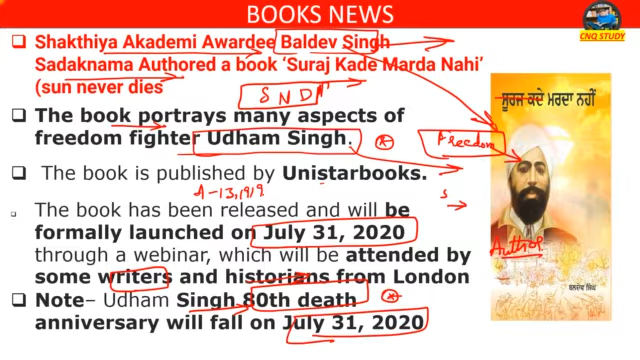 BOOKS NEWS
CNQ STUDY
Shakthiya Akademi Awardee Baldev Singh
Sadaknama Authored a book ‘Suraj Kade Marda Nahi’
(sun never dies
S N D
The book portrays many aspects of
freedom fighter Udham Singh.
Freedom
The book is published by Unistarbooks.
A-13, 1919
The book has been released and will be
formally launched on July 31, 2020
through a webinar, which will be attended by
some writers and historians from London
Note– Udham Singh 80th death
anniversary will fall on July 31, 2020
ਸੂਰਜ ਕਦੇ ਮਰਦਾ ਨਹੀਂ
Author
ਬਲਦੇਵ ਸਿੰਘ